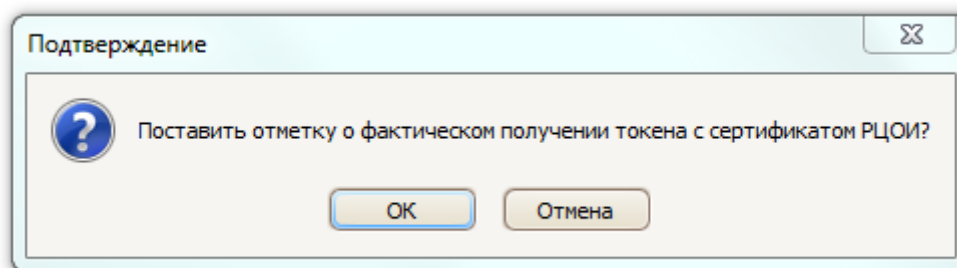 Подтверждение
Поставить отметку о фактическом получении токена с сертификатом РЦОИ?
ОК
Отмена